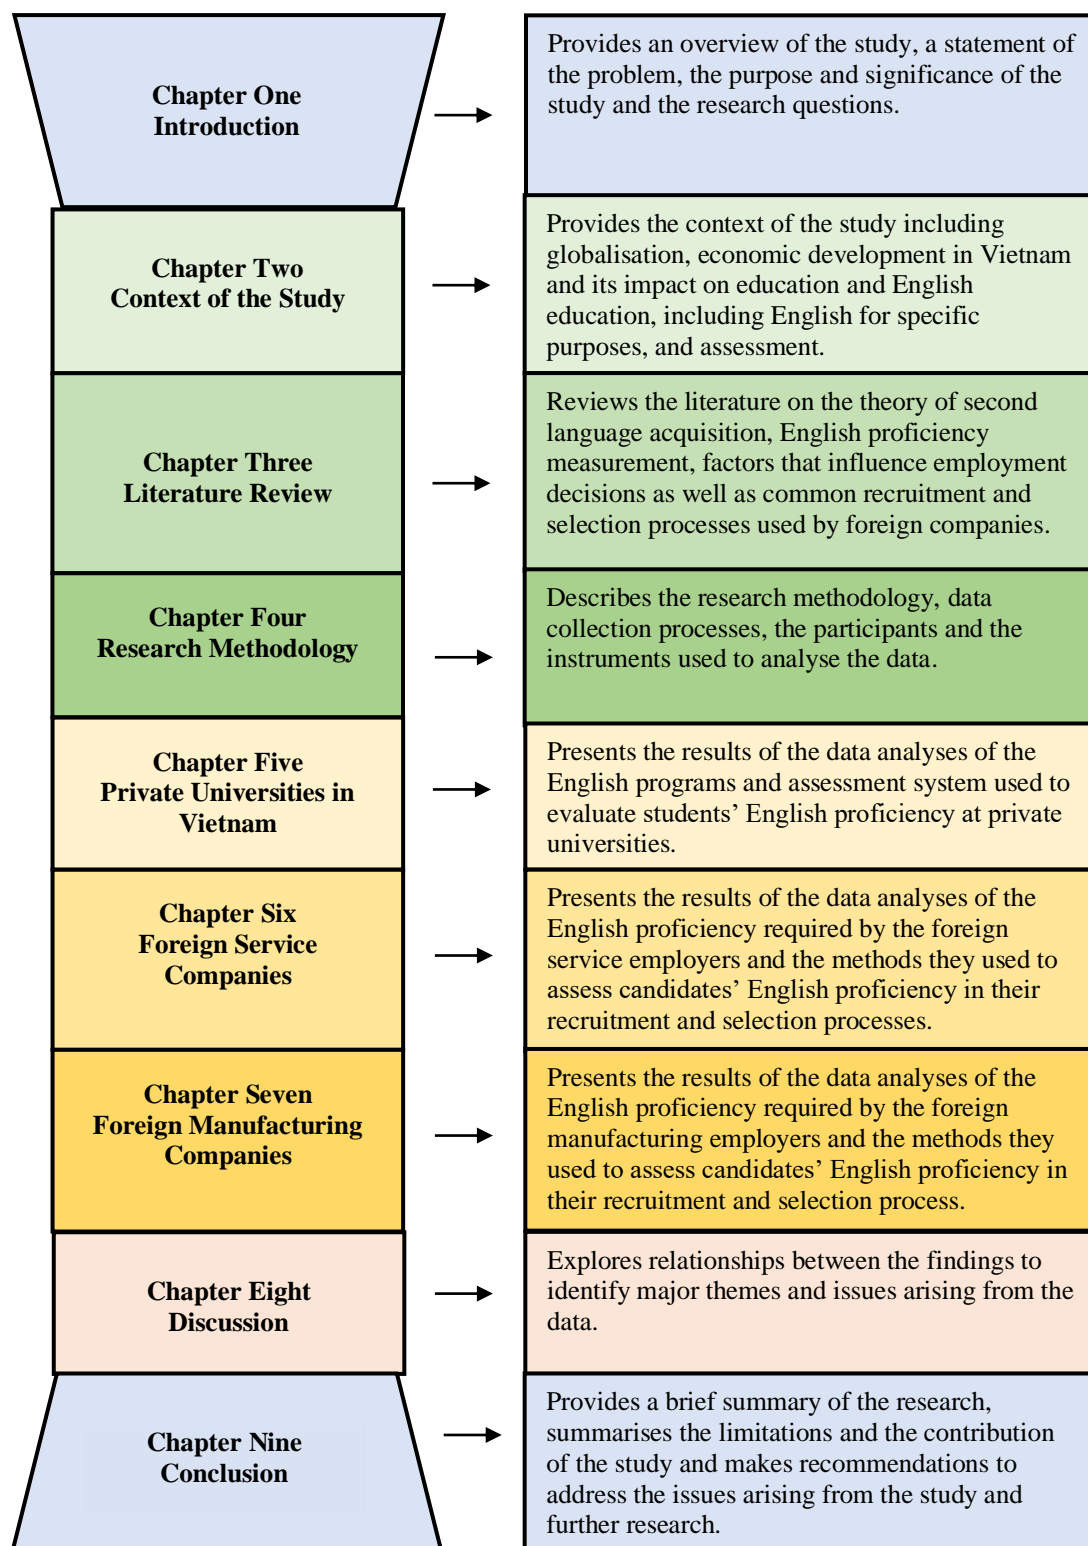 Chapter One
Introduction
Provides an overview of the study, a statement of
the problem, the purpose and significance of the
study and the research questions.
Chapter Two
Context of the Study
Provides the context of the study including
globalisation, economic development in Vietnam
and its impact on education and English
education, including English for specific
purposes, and assessment.
Chapter Three
Literature Review
Reviews the literature on the theory of second
language acquisition, English proficiency
measurement, factors that influence employment
decisions as well as common recruitment and
selection processes used by foreign companies.
Chapter Four
Research Methodology
Describes the research methodology, data
collection processes, the participants and the
instruments used to analyse the data.
Chapter Five
Private Universities in
Vietnam
Presents the results of the data analyses of the
English programs and assessment system used to
evaluate students’ English proficiency at private
universities.
Chapter Six
Foreign Service
Companies
Presents the results of the data analyses of the
English proficiency required by the foreign
service employers and the methods they used to
assess candidates’ English proficiency in their
recruitment and selection processes.
Chapter Seven
Foreign Manufacturing
Companies
Presents the results of the data analyses of the
English proficiency required by the foreign
manufacturing employers and the methods they
used to assess candidates’ English proficiency in
their recruitment and selection process.
Chapter Eight
Discussion
Explores relationships between the findings to
identify major themes and issues arising from the
data.
Chapter Nine
Conclusion
Provides a brief summary of the research,
summarises the limitations and the contribution
of the study and makes recommendations to
address the issues arising from the study and
further research.